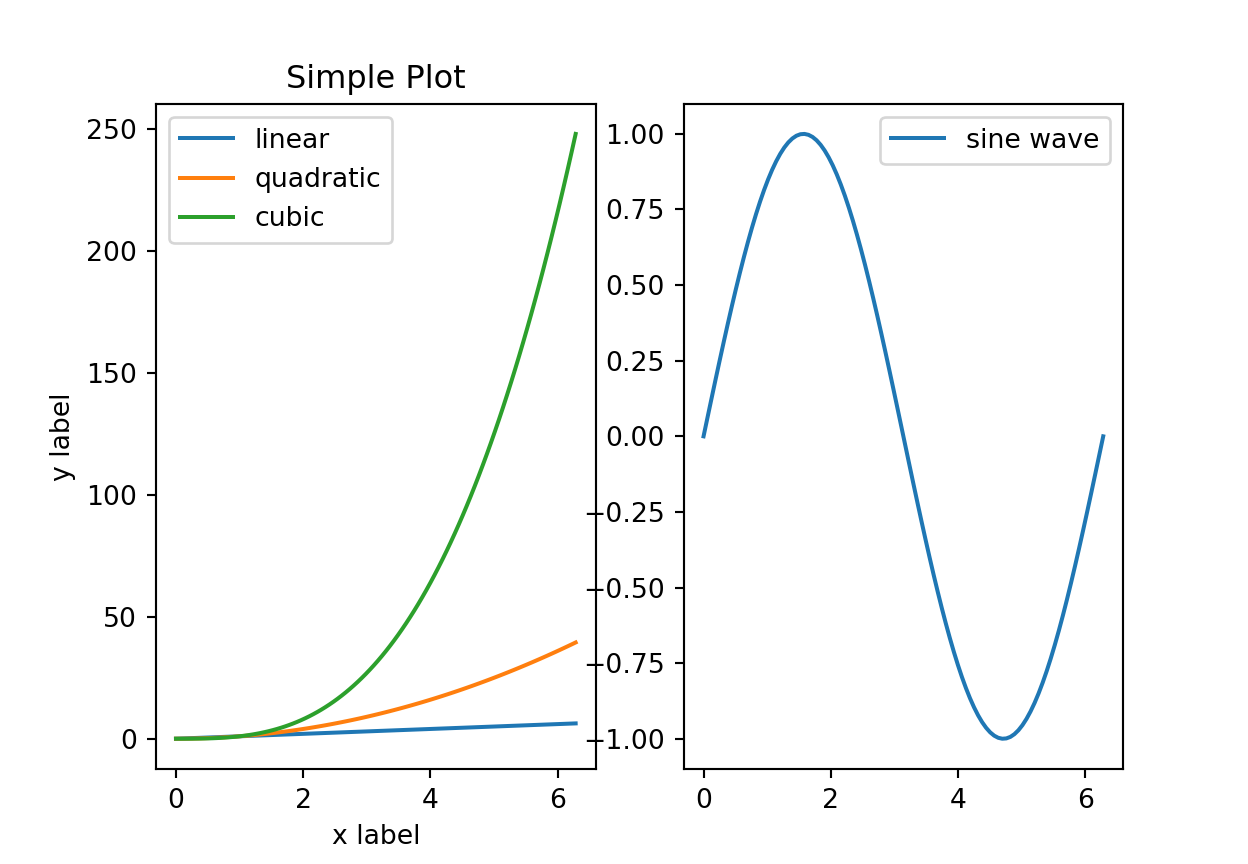 Simple Plot
250
200
150
100
50
0
y label
linear
quadratic
cubic
0 2 4 6
x label
1.00
0.75
0.50
0.25
0.00
−0.25
−0.50
−0.75
−1.00
sine wave
0 2 4 6